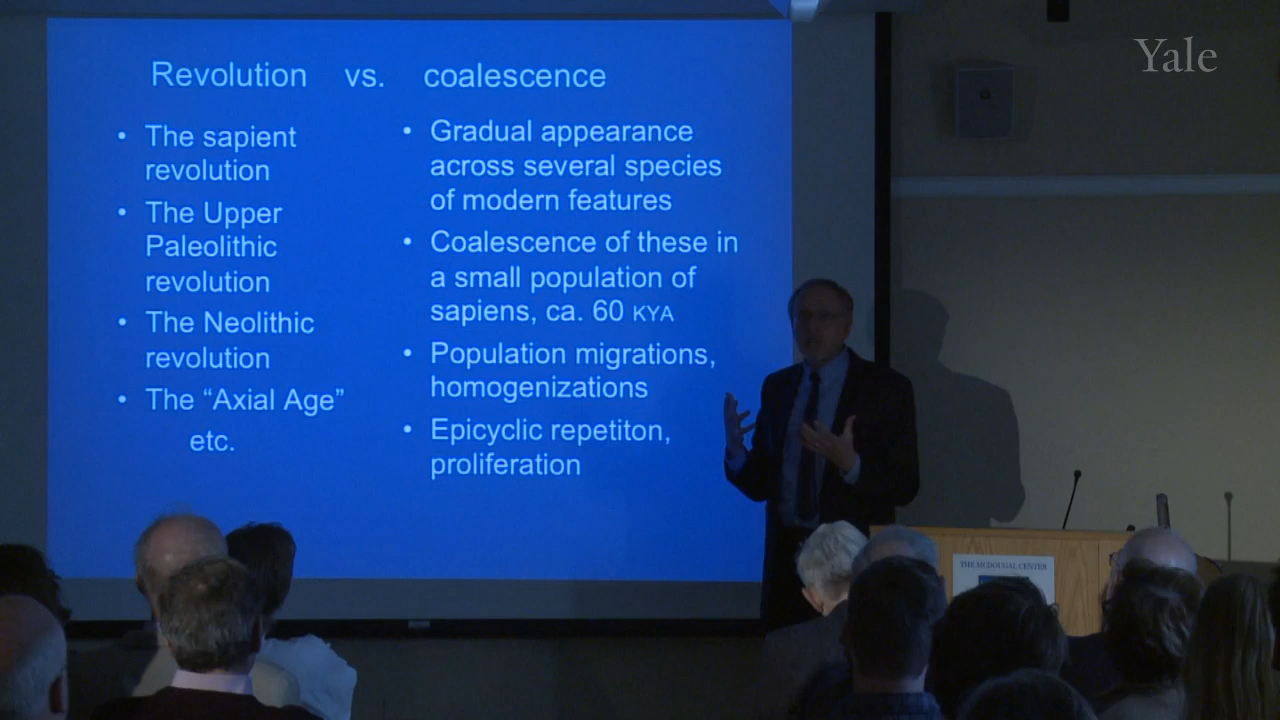 Yale
Revolution vs. coalescence
• The sapient
revolution
• The Upper
Paleolithic
revolution
• The Neolithic
revolution
• The “Axial Age”
etc.
• Gradual appearance
across several species
of modern features
• Coalescence of these in
a small population of
sapiens, ca. 60 KYA
• Population migrations,
homogenizations
• Epicyclic repetiton,
proliferation
THE MCDOUGAL CENTER